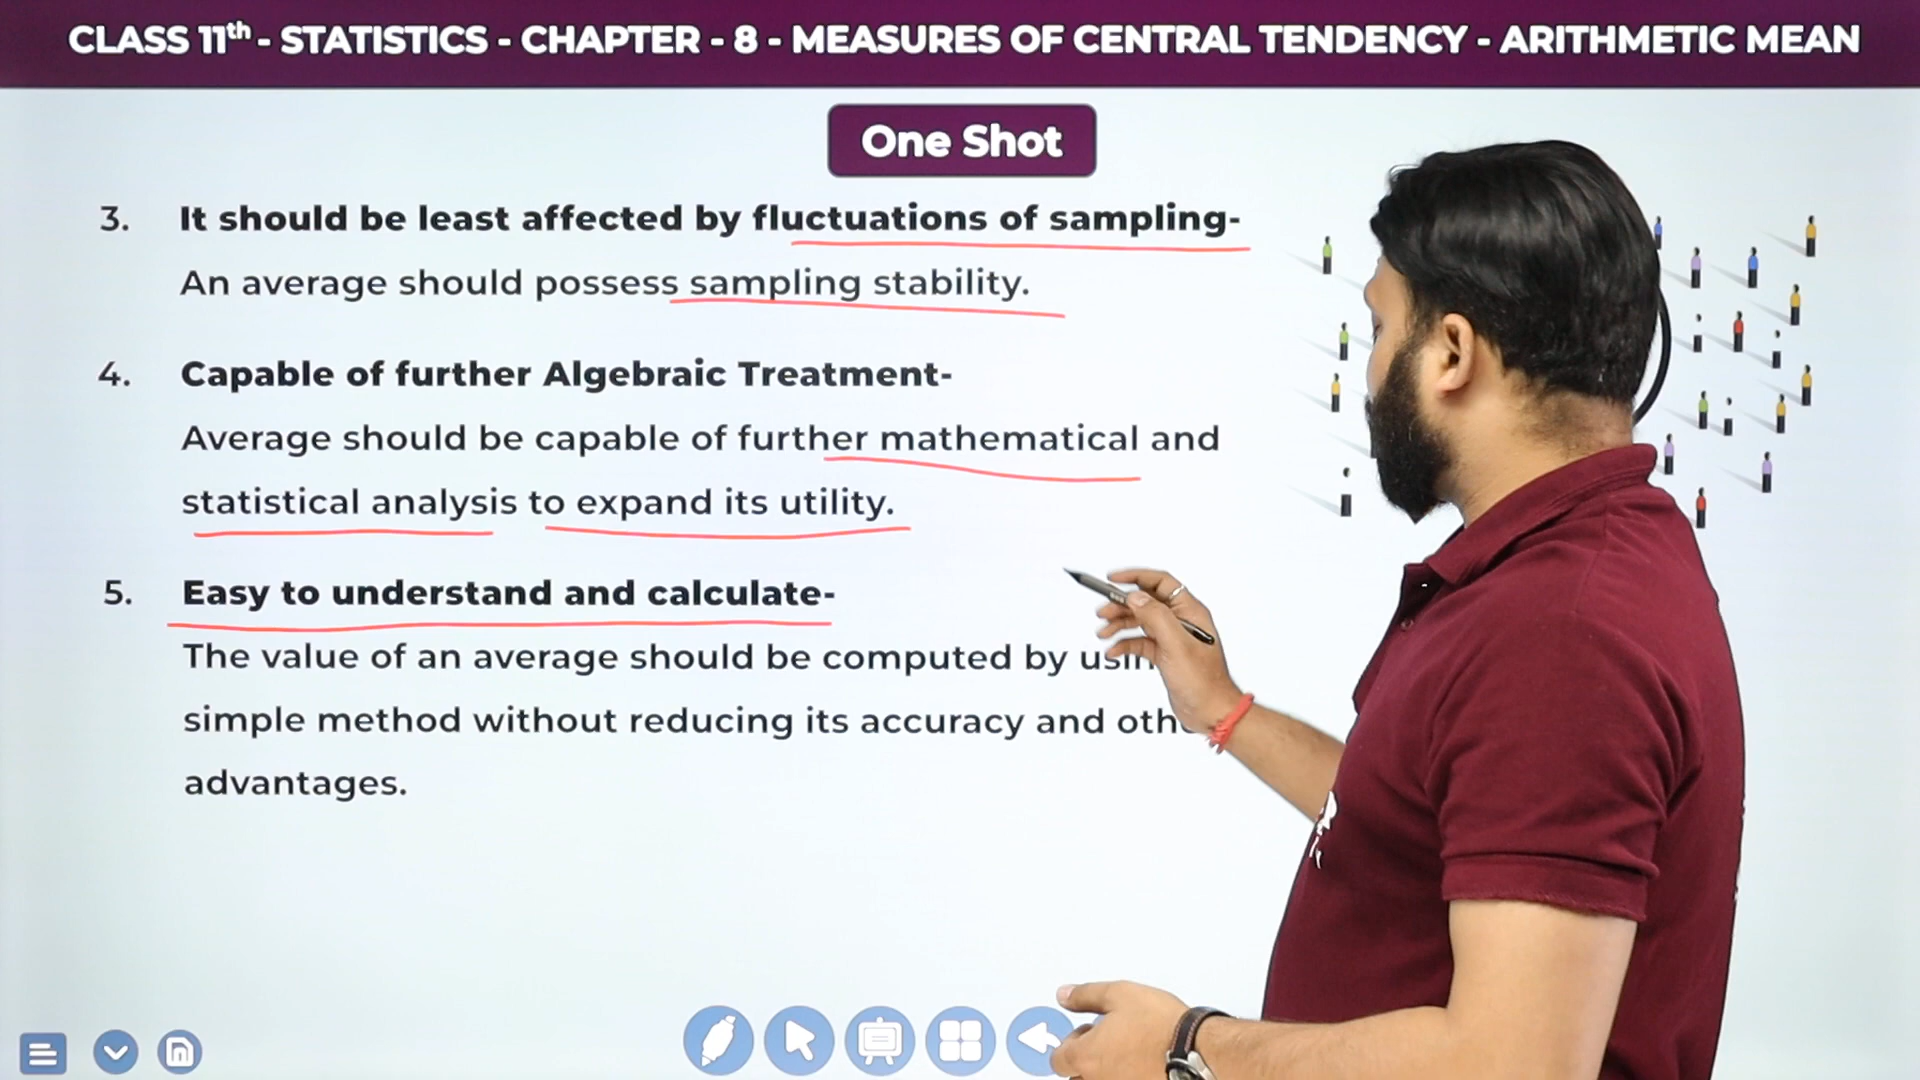 CLASS 11th - STATISTICS - CHAPTER - 8 - MEASURES OF CENTRAL TENDENCY - ARITHMETIC MEAN
One Shot
3. It should be least affected by fluctuations of sampling-
An average should possess sampling stability.
4. Capable of further Algebraic Treatment-
Average should be capable of further mathematical and
statistical analysis to expand its utility.
5. Easy to understand and calculate-
The value of an average should be computed by
simple method without reducing its accuracy and
advantages.